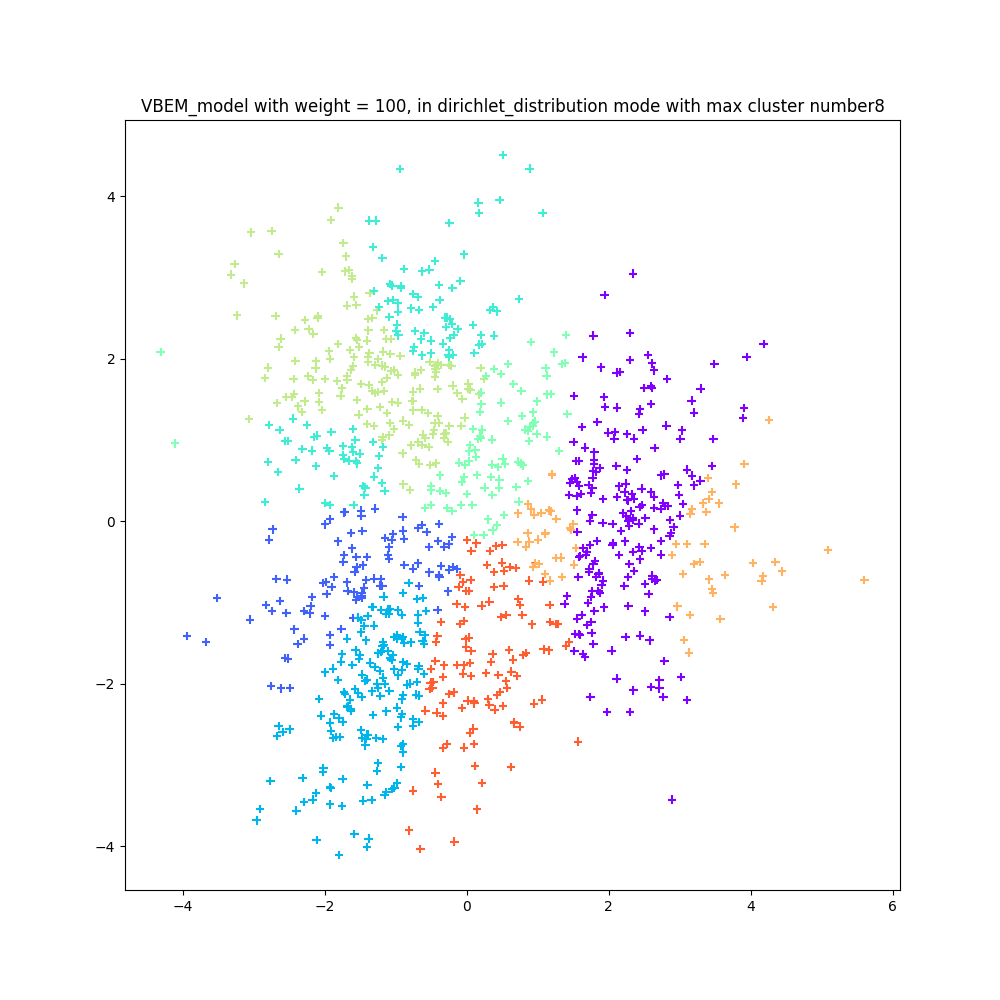 VBEM_model with weight = 100, in dirichlet_distribution mode with max cluster number8
4
2
0
−2
−4
−4 −2 0 2 4 6